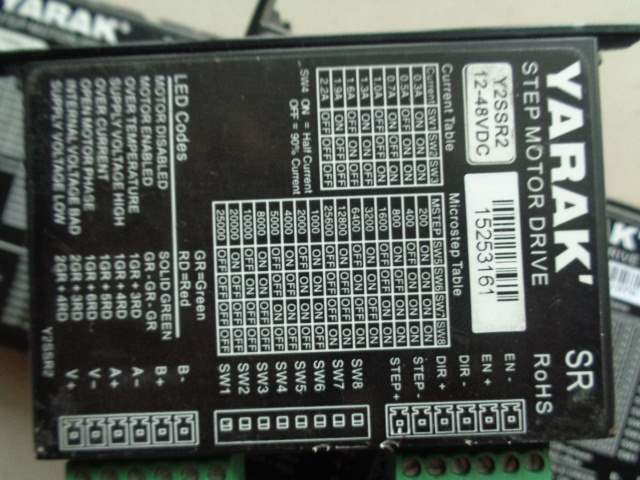 YARAK'
SR
STEP MOTOR DRIVE
RoHS
Y2SSR2
12-48VDC
15253161
Current Table
Current SW1 SW2 SW3
0.3A ON ON ON
0.5A OFF ON ON
0.7A ON OFF ON
1.0A OFF OFF ON
1.3A ON ON OFF
1.6A OFF ON OFF
1.9A ON OFF OFF
2.2A OFF OFF OFF
SW4 ON = Half Current
OFF = 90% Current
Microstep Table
MSTEP SW5 SW6 SW7 SW8
200 ON ON ON ON
400 OFF ON ON ON
800 ON OFF ON ON
1600 OFF OFF ON ON
3200 ON ON OFF ON
6400 OFF ON OFF ON
12800 ON OFF OFF ON
25600 OFF OFF OFF ON
1000 ON ON ON OFF
2000 OFF ON ON OFF
4000 ON OFF ON OFF
5000 OFF OFF ON OFF
8000 ON ON OFF OFF
10000 OFF ON OFF OFF
20000 ON OFF OFF OFF
25000 OFF OFF OFF OFF
EN -
EN +
DIR -
DIR +
STEP-
STEP+
SW8
SW7
SW6
SW5
SW4
SW3
SW2
SW1
B-
B+
A-
A+
V-
V+
LED Codes
GR=Green
RD=Red
MOTOR DISABLED SOLID GREEN
MOTOR ENABLED GR - GR - GR
OVER TEMPERATURE 1GR + 3RD
SUPPLY VOLTAGE HIGH 1GR + 4RD
OVER CURRENT 1GR + 5RD
OPEN MOTOR PHASE 1GR + 6RD
INTERNAL VOLTAGE BAD 2GR + 3RD
SUPPLY VOLTAGE LOW 2GR + 4RD
Y2SSR2
YARAK'